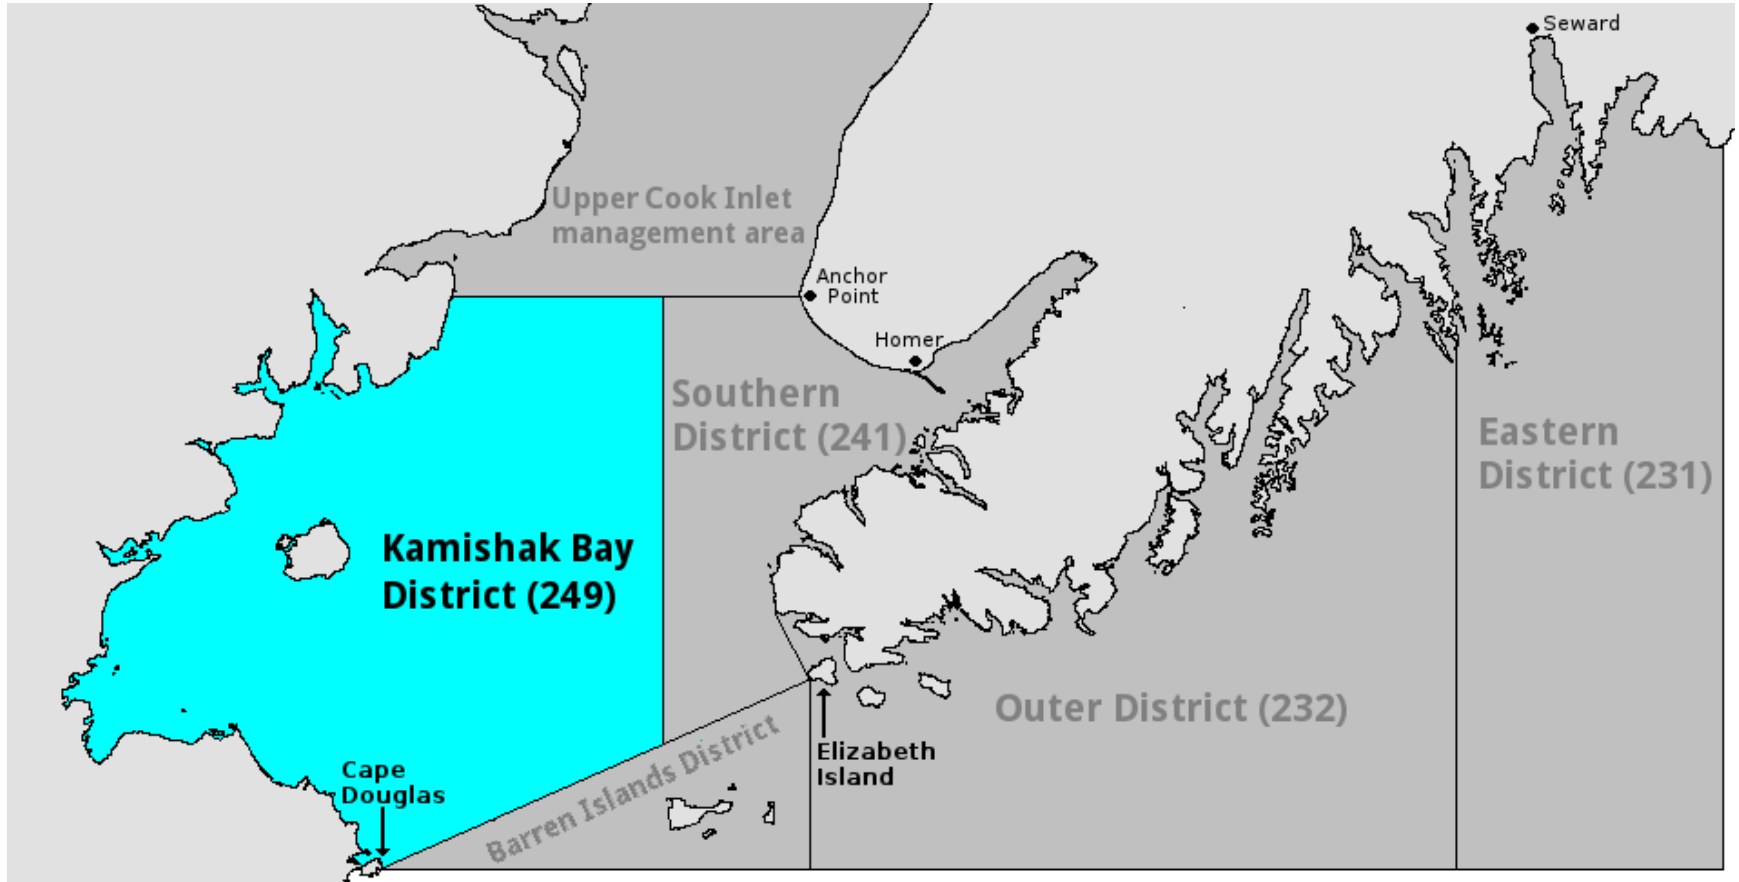 Seward
Upper Cook Inlet
management area
Anchor
Point
Homer
Southern
District (241)
Eastern
District (231)
Kamishak Bay
District (249)
Outer District (232)
Barren Islands District
Elizabeth
Island
Cape
Douglas